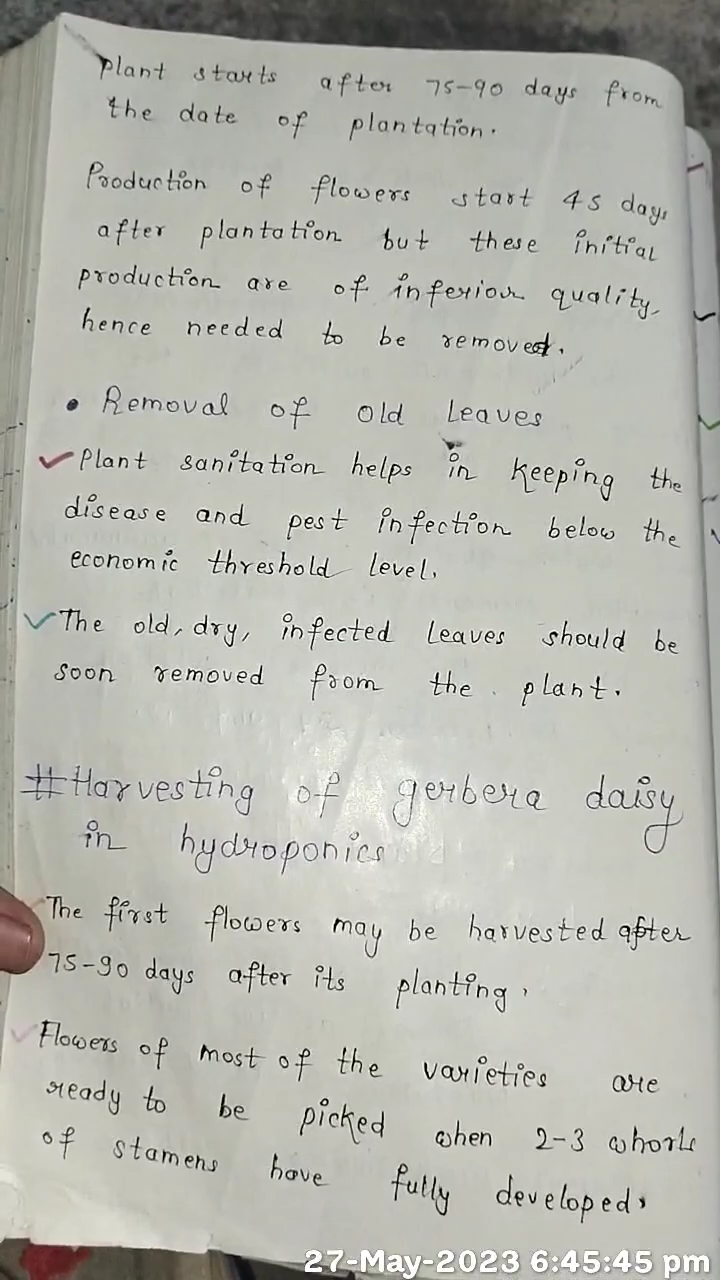 plant starts after 75-90 days from
the date of plantation.
Production of flowers start 45 days
after plantation but these initial
production are of inferiour quality,
hence needed to be removed.
• Removal of old leaves
✓ Plant sanitation helps in keeping the
disease and pest infection below the
economic threshold level.
✓ The old, dry, infected leaves should be
soon removed from the plant.
# Harvesting of gerbera daisy
in hydroponics
✓ The first flowers may be harvested after
75-90 days after its planting.
✓ Flowers of most of the varieties are
ready to be picked when 2-3 whorls
of stamens have fully developed.
27-May-2023 6:45:45 pm